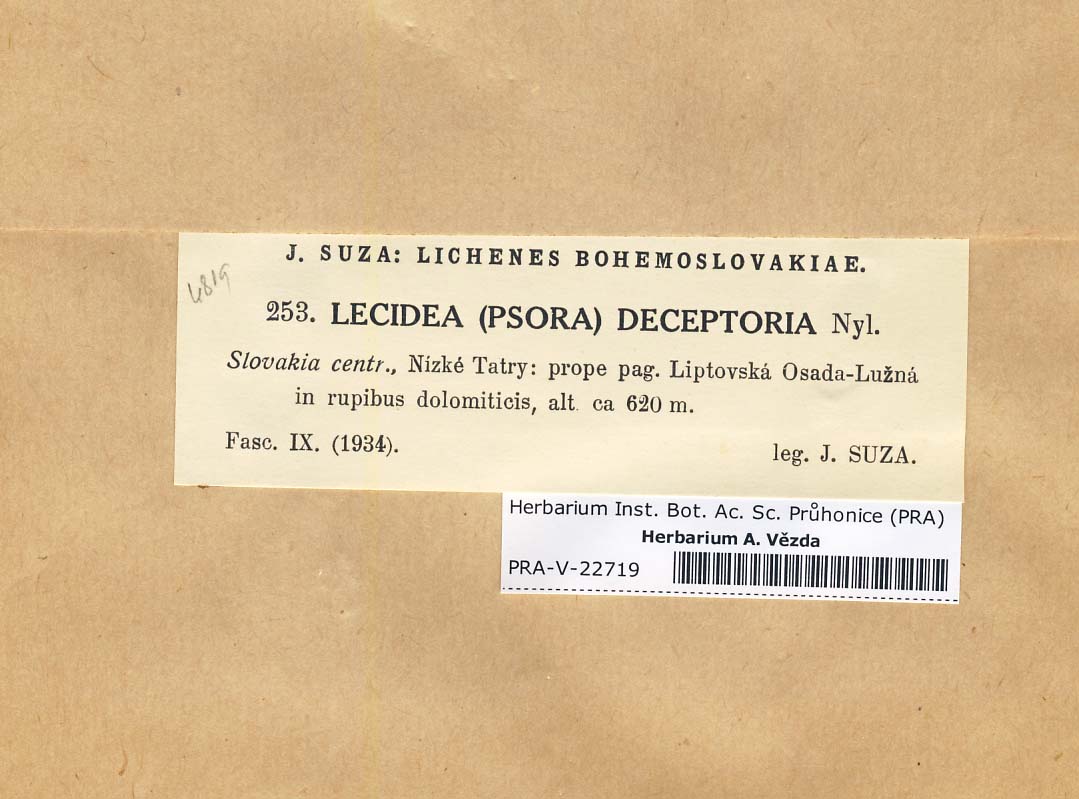 J. SUZA: LICHENES BOHEMOSLOVAKIAE.
4819
253. LECIDEA (PSORA) DECEPTORIA Nyl.
Slovakia centr., Nízké Tatry: prope pag. Liptovská Osada-Lužná
in rupibus dolomiticis, alt. ca 620 m.
Fasc. IX. (1934). leg. J. SUZA.
Herbarium Inst. Bot. Ac. Sc. Průhonice (PRA)
Herbarium A. Vězda
PRA-V-22719